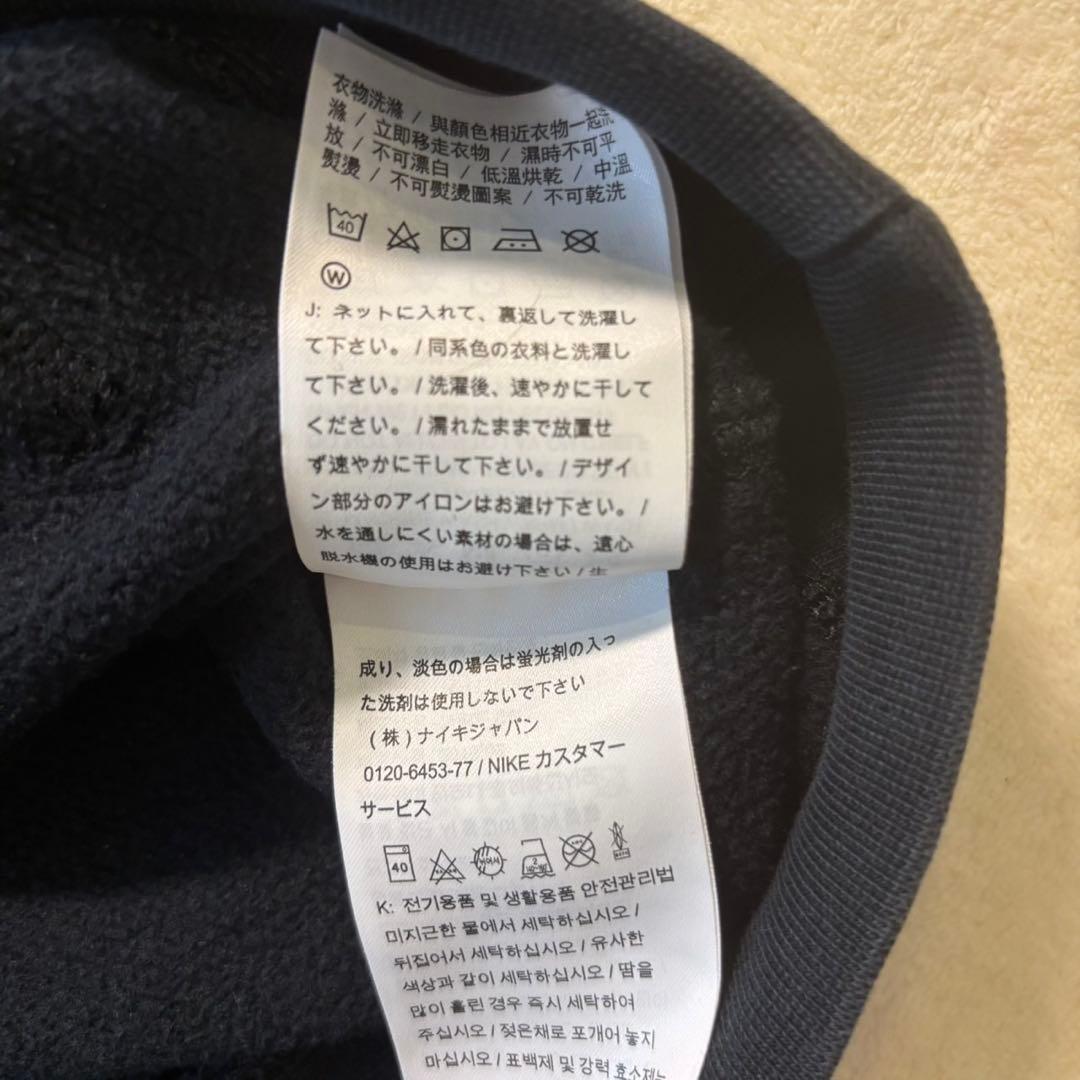 衣物洗滌 / 與顏色相近衣物一起洗
滌 / 立即移走衣物 / 濕時不可平
放 / 不可漂白 / 低溫烘乾 / 中溫
熨燙 / 不可熨燙圖案 / 不可乾洗
40
W
J: ネットに入れて、裏返して洗濯し
て下さい。/ 同系色の衣料と洗濯し
て下さい。/ 洗濯後、速やかに干して
ください。/ 濡れたままで放置せ
ず速やかに干して下さい。/ デザイ
ン部分のアイロンはお避け下さい。/
水を通しにくい素材の場合は、遠心
脱水機の使用はお避け下さい / 生
成り、淡色の場合は蛍光剤の入っ
た洗剤は使用しないで下さい
(株) ナイキジャパン
0120-6453-77 / NIKE カスタマー
サービス
40
K: 전기용품 및 생활용품 안전관리법
미지근한 물에서 세탁하십시오 /
뒤집어서 세탁하십시오 / 유사한
색상과 같이 세탁하십시오 / 땀을
많이 흘린 경우 즉시 세탁하여
주십시오 / 젖은채로 포개어 놓지
마십시오 / 표백제 및 강력 효소제는